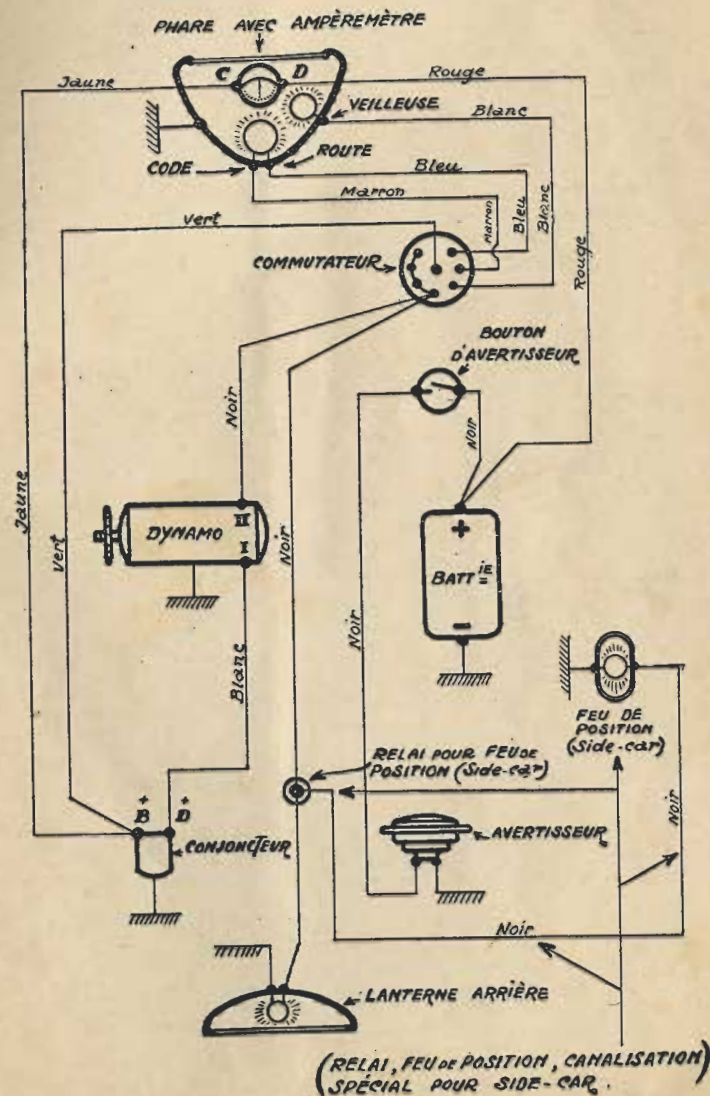 PHARE AVEC AMPÈREMÈTRE
C
D
Jaune
Rouge
VEILLEUSE
Blanc
ROUTE
CODE
Bleu
Marron
Vert
Marron
Bleu
Blanc
COMMUTATEUR
Rouge
BOUTON
D'AVERTISSEUR
Noir
Noir
Jaune
Vert
DYNAMO
II
I
Noir
+
BATT iE
-
Noir
Blanc
FEU DE
POSITION
(Side-car)
RELAI POUR FEU DE
POSITION (Side-car)
Noir
+
B
+
D
CONJONCTEUR
AVERTISSEUR
Noir
LANTERNE ARRIÈRE
(RELAI, FEU de POSITION, CANALISATION)
SPÉCIAL POUR SIDE-CAR.